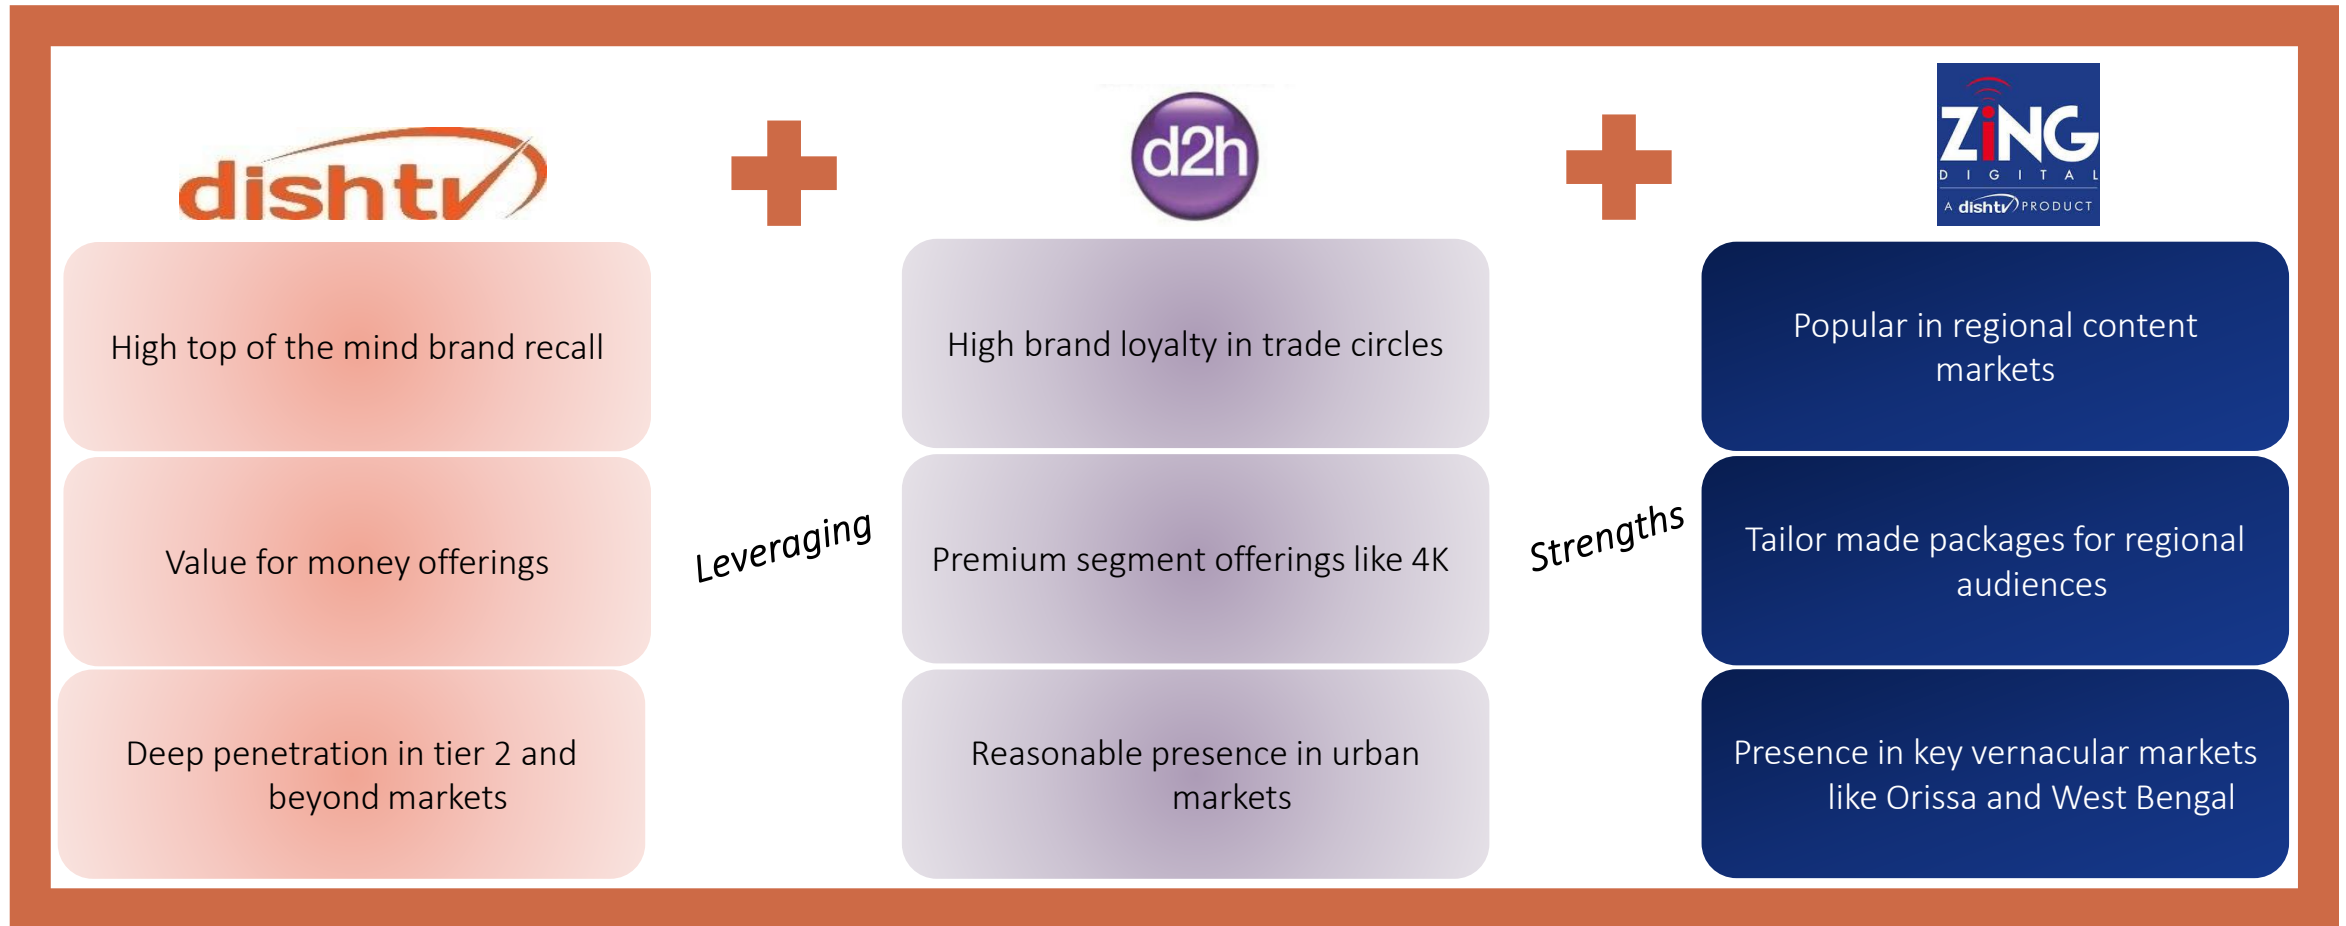 dishtv
d2h
ZiNG
DIGITAL
A dishtv PRODUCT
High top of the mind brand recall
Value for money offerings
Deep penetration in tier 2 and
beyond markets
Leveraging
High brand loyalty in trade circles
Premium segment offerings like 4K
Reasonable presence in urban
markets
Strengths
Popular in regional content
markets
Tailor made packages for regional
audiences
Presence in key vernacular markets
like Orissa and West Bengal